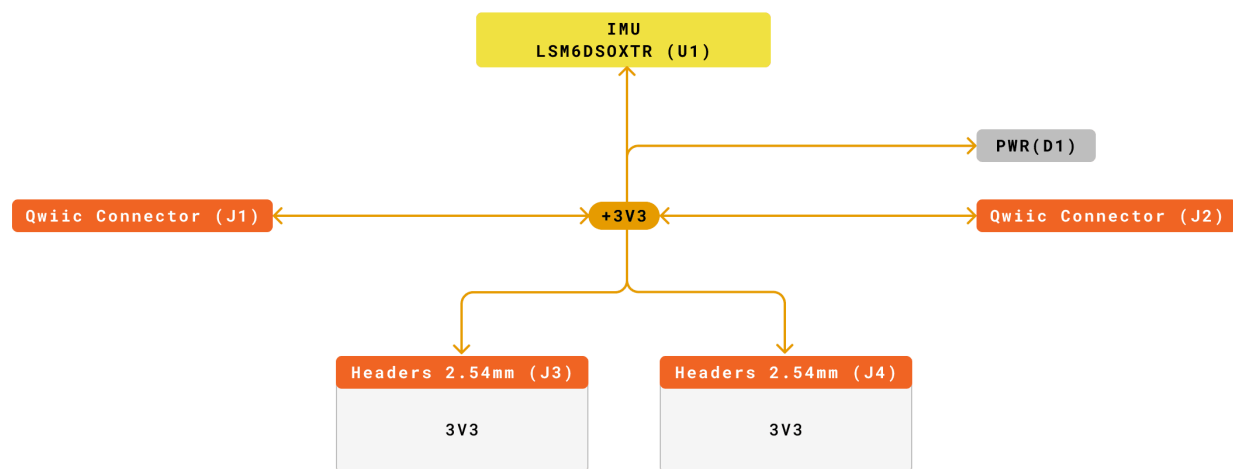 IMU
LSM6DSOXTR (U1)
PWR(D1)
Qwiic Connector (J1)
+3V3
Qwiic Connector (J2)
Headers 2.54mm (J3)
Headers 2.54mm (J4)
3V3
3V3